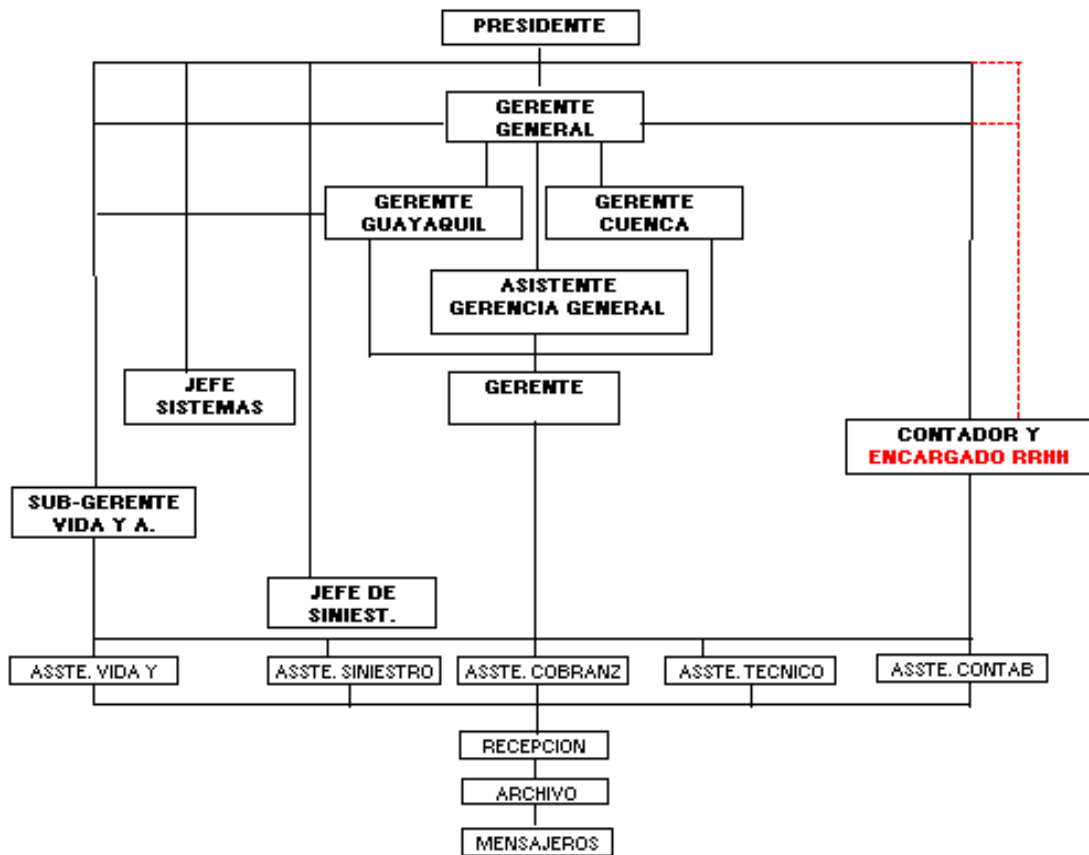 PRESIDENTE
GERENTE
GENERAL
GERENTE
GUAYAQUIL
GERENTE
CUENCA
ASISTENTE
GERENCIA GENERAL
JEFE
SISTEMAS
GERENTE
CONTADOR Y
ENCARGADO RRHH
SUB-GERENTE
VIDA Y A.
JEFE DE
SINIEST.
ASSTE. VIDA Y
ASSTE. SINIESTRO
ASSTE. COBRANZ
ASSTE. TECNICO
ASSTE. CONTAB
RECEPCION
ARCHIVO
MENSAJEROS